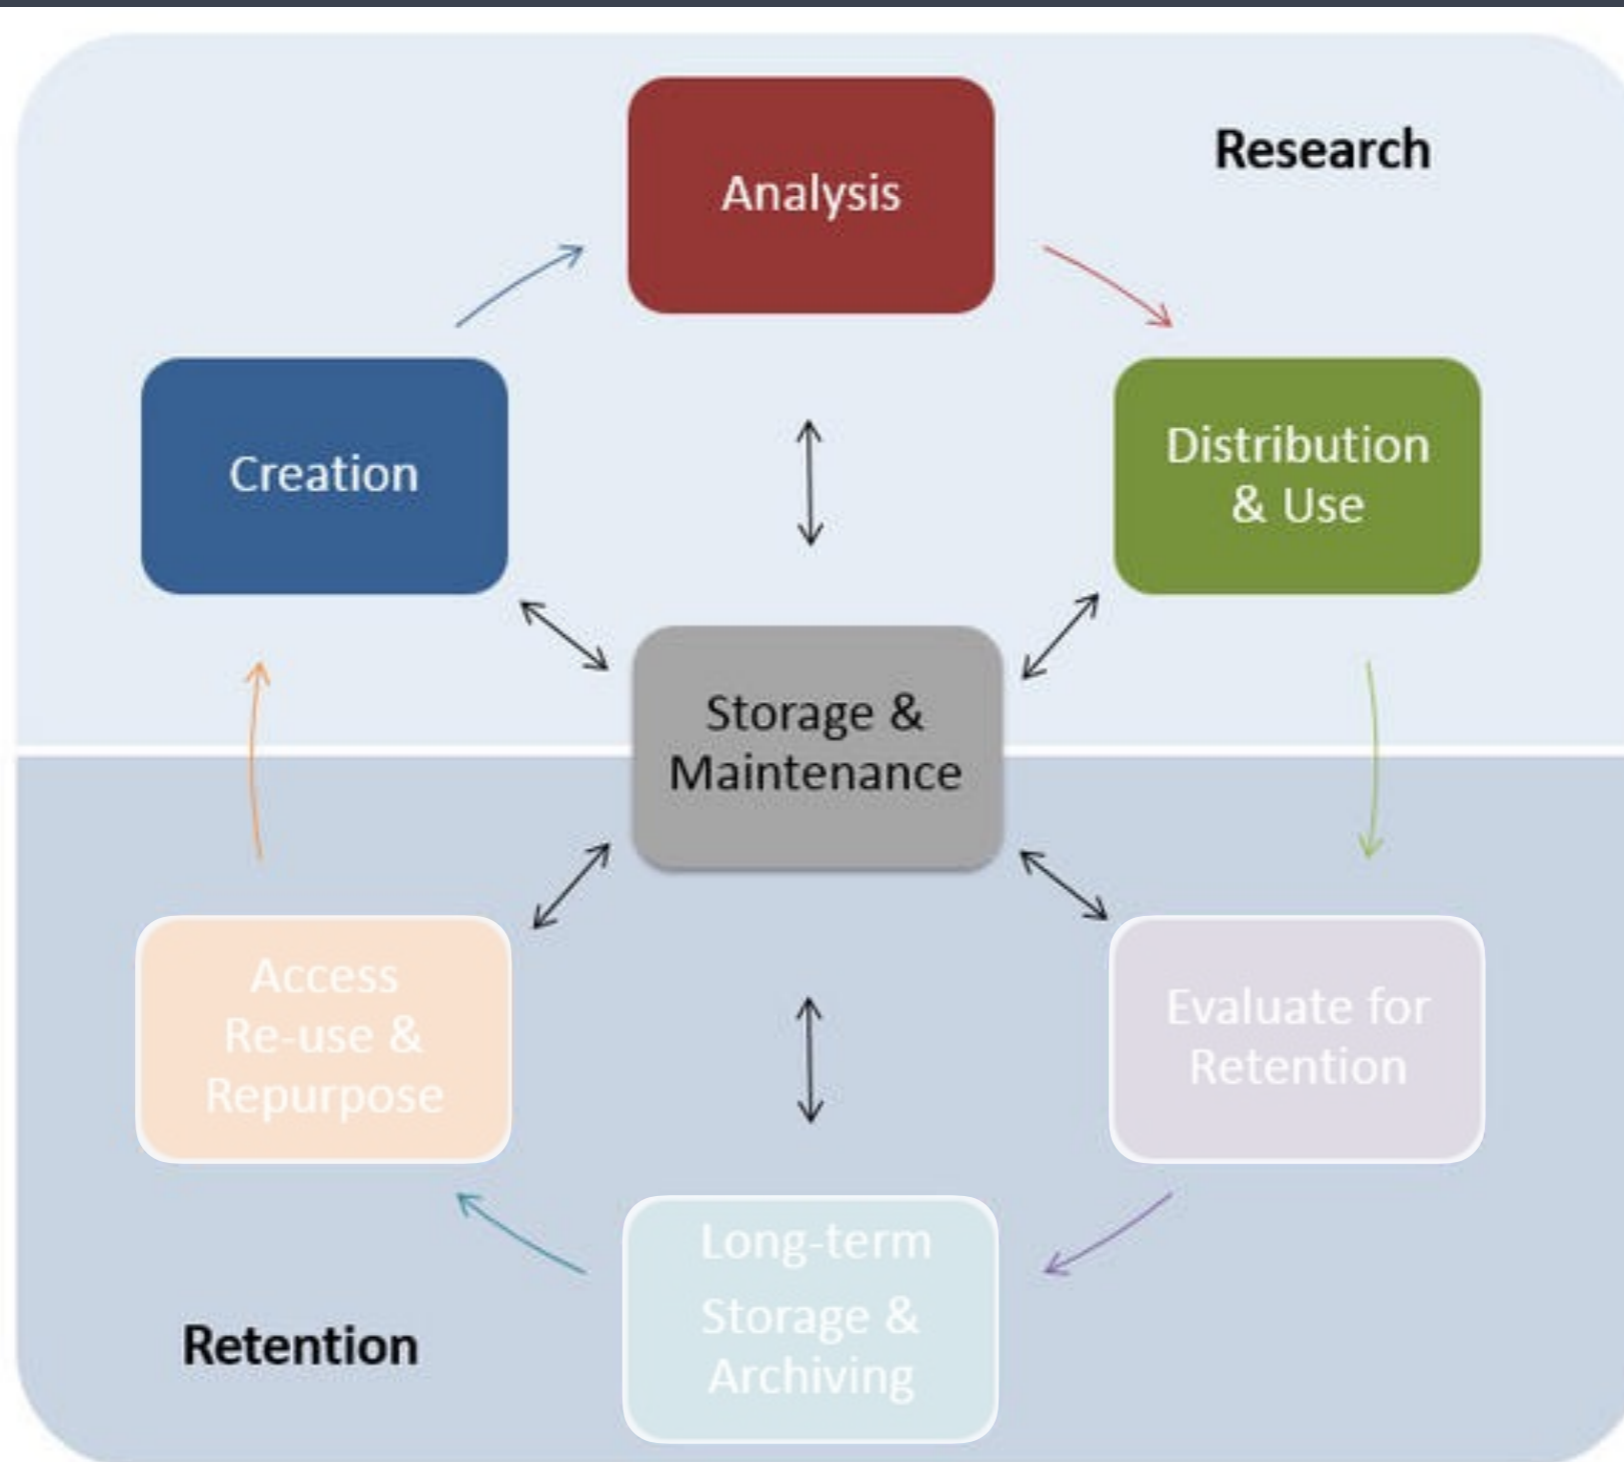 Analysis
Research
Creation
Distribution
& Use
Storage &
Maintenance
Access
Re-use &
Repurpose
Evaluate for
Retention
Long-term
Storage &
Archiving
Retention